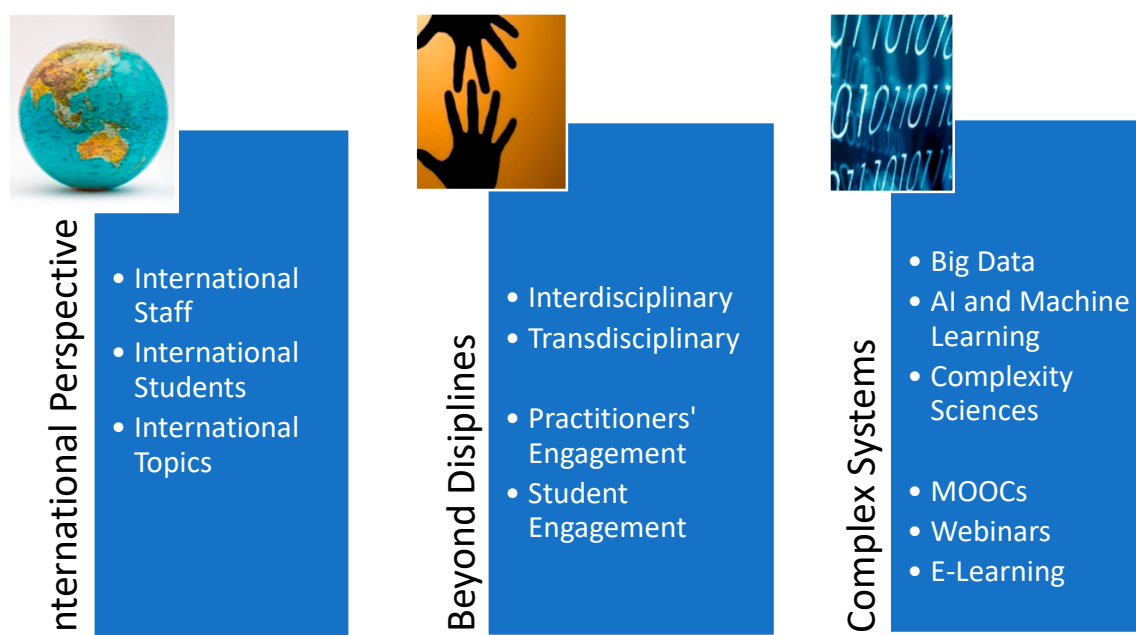 nternational Perspective
• International
Staff
• International
Students
• International
Topics
Beyond Disiplines
• Interdisciplinary
• Transdisciplinary
• Practitioners'
Engagement
• Student
Engagement
Complex Systems
• Big Data
• AI and Machine
Learning
• Complexity
Sciences
• MOOCs
• Webinars
• E-Learning